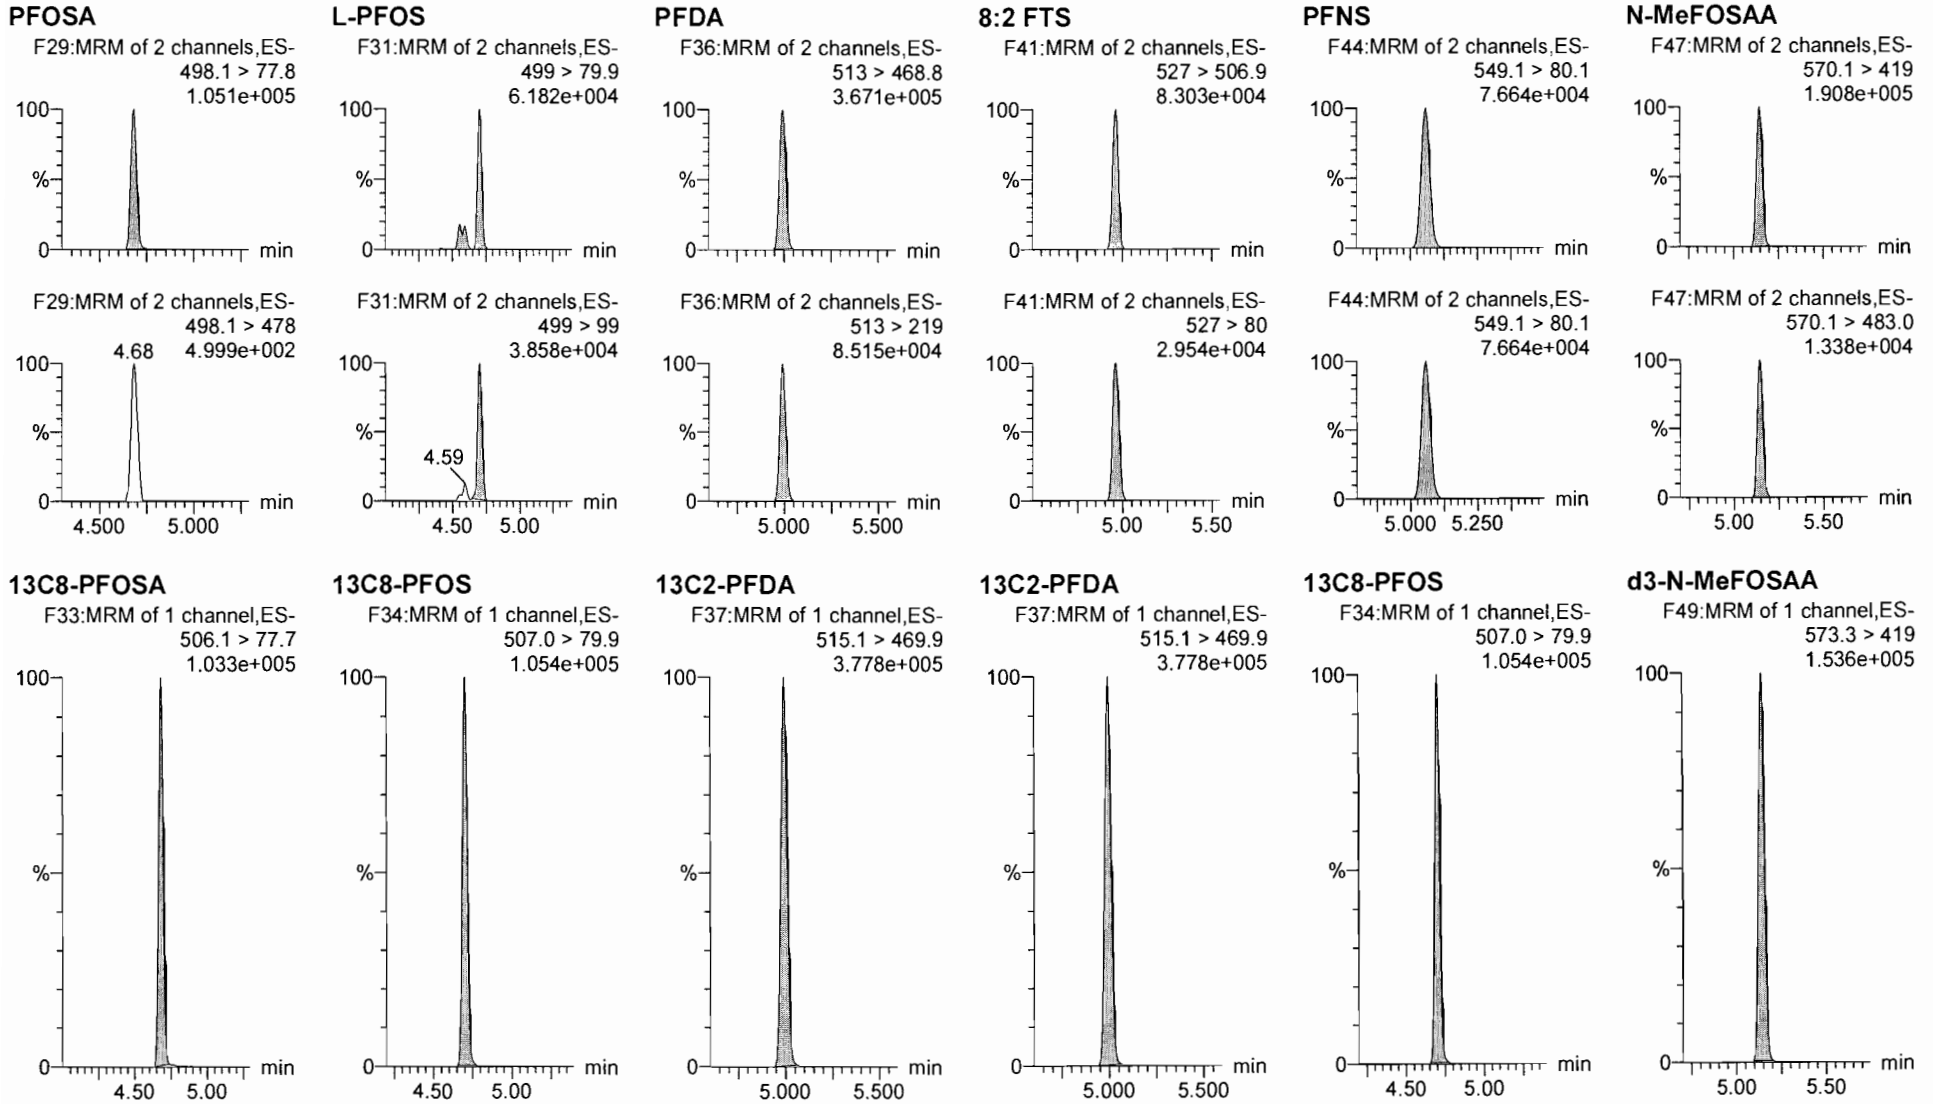 PFOSA
F29:MRM of 2 channels,ES-
498.1 > 77.8
1.051e+005
100
%
0
min
F29:MRM of 2 channels,ES-
498.1 > 478
4.68 4.999e+002
100
%
0
min
4.500 5.000
L-PFOS
F31:MRM of 2 channels,ES-
499 > 79.9
6.182e+004
100
%
0
min
F31:MRM of 2 channels,ES-
499 > 99
3.858e+004
100
4.59
%
0
min
4.50 5.00
PFDA
F36:MRM of 2 channels,ES-
513 > 468.8
3.671e+005
100
%
0
min
F36:MRM of 2 channels,ES-
513 > 219
8.515e+004
100
%
0
min
5.000 5.500
8:2 FTS
F41:MRM of 2 channels,ES-
527 > 506.9
8.303e+004
100
%
0
min
F41:MRM of 2 channels,ES-
527 > 80
2.954e+004
100
%
0
min
5.00 5.50
PFNS
F44:MRM of 2 channels,ES-
549.1 > 80.1
7.664e+004
100
%
0
min
F44:MRM of 2 channels,ES-
549.1 > 80.1
7.664e+004
100
%
0
min
5.000 5.250
N-MeFOSAA
F47:MRM of 2 channels,ES-
570.1 > 419
1.908e+005
100
%
0
min
F47:MRM of 2 channels,ES-
570.1 > 483.0
1.338e+004
100
%
0
min
5.00 5.50
13C8-PFOSA
F33:MRM of 1 channel,ES-
506.1 > 77.7
1.033e+005
100
%
0
min
4.50 5.00
13C8-PFOS
F34:MRM of 1 channel,ES-
507.0 > 79.9
1.054e+005
100
%
0
min
4.50 5.00
13C2-PFDA
F37:MRM of 1 channel,ES-
515.1 > 469.9
3.778e+005
100
%
0
min
5.000 5.500
13C2-PFDA
F37:MRM of 1 channel,ES-
515.1 > 469.9
3.778e+005
100
%
0
min
5.000 5.500
13C8-PFOS
F34:MRM of 1 channel,ES-
507.0 > 79.9
1.054e+005
100
%
0
min
4.50 5.00
d3-N-MeFOSAA
F49:MRM of 1 channel,ES-
573.3 > 419
1.536e+005
100
%
0
min
5.00 5.50